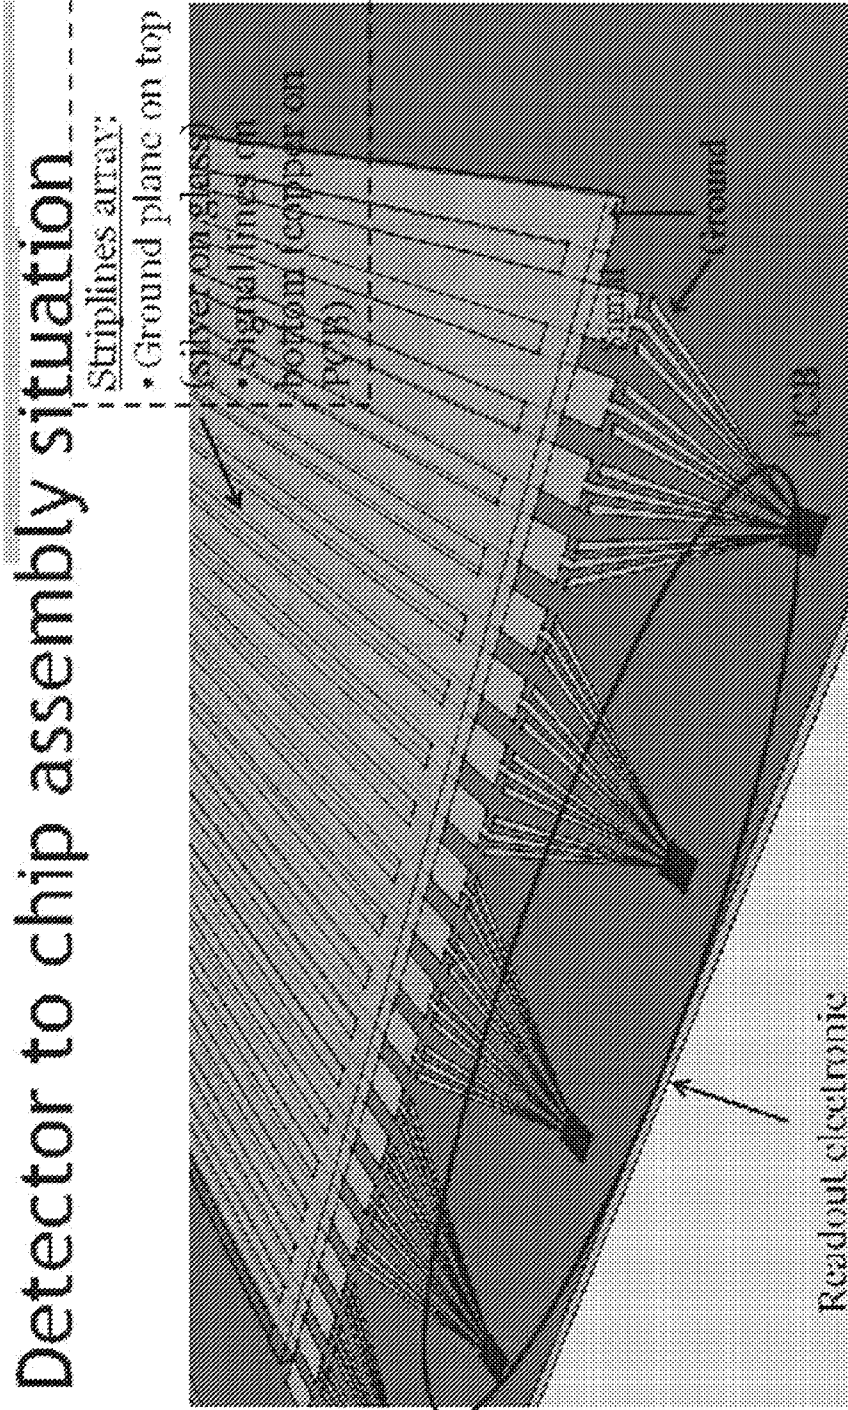 Detector to chip assembly situation
Striplines array:
• Ground plane on top
(silver on glass)
• Signal lines on
bottom (copper on
PCB)
Signal
Ground
PCB
Readout electronic